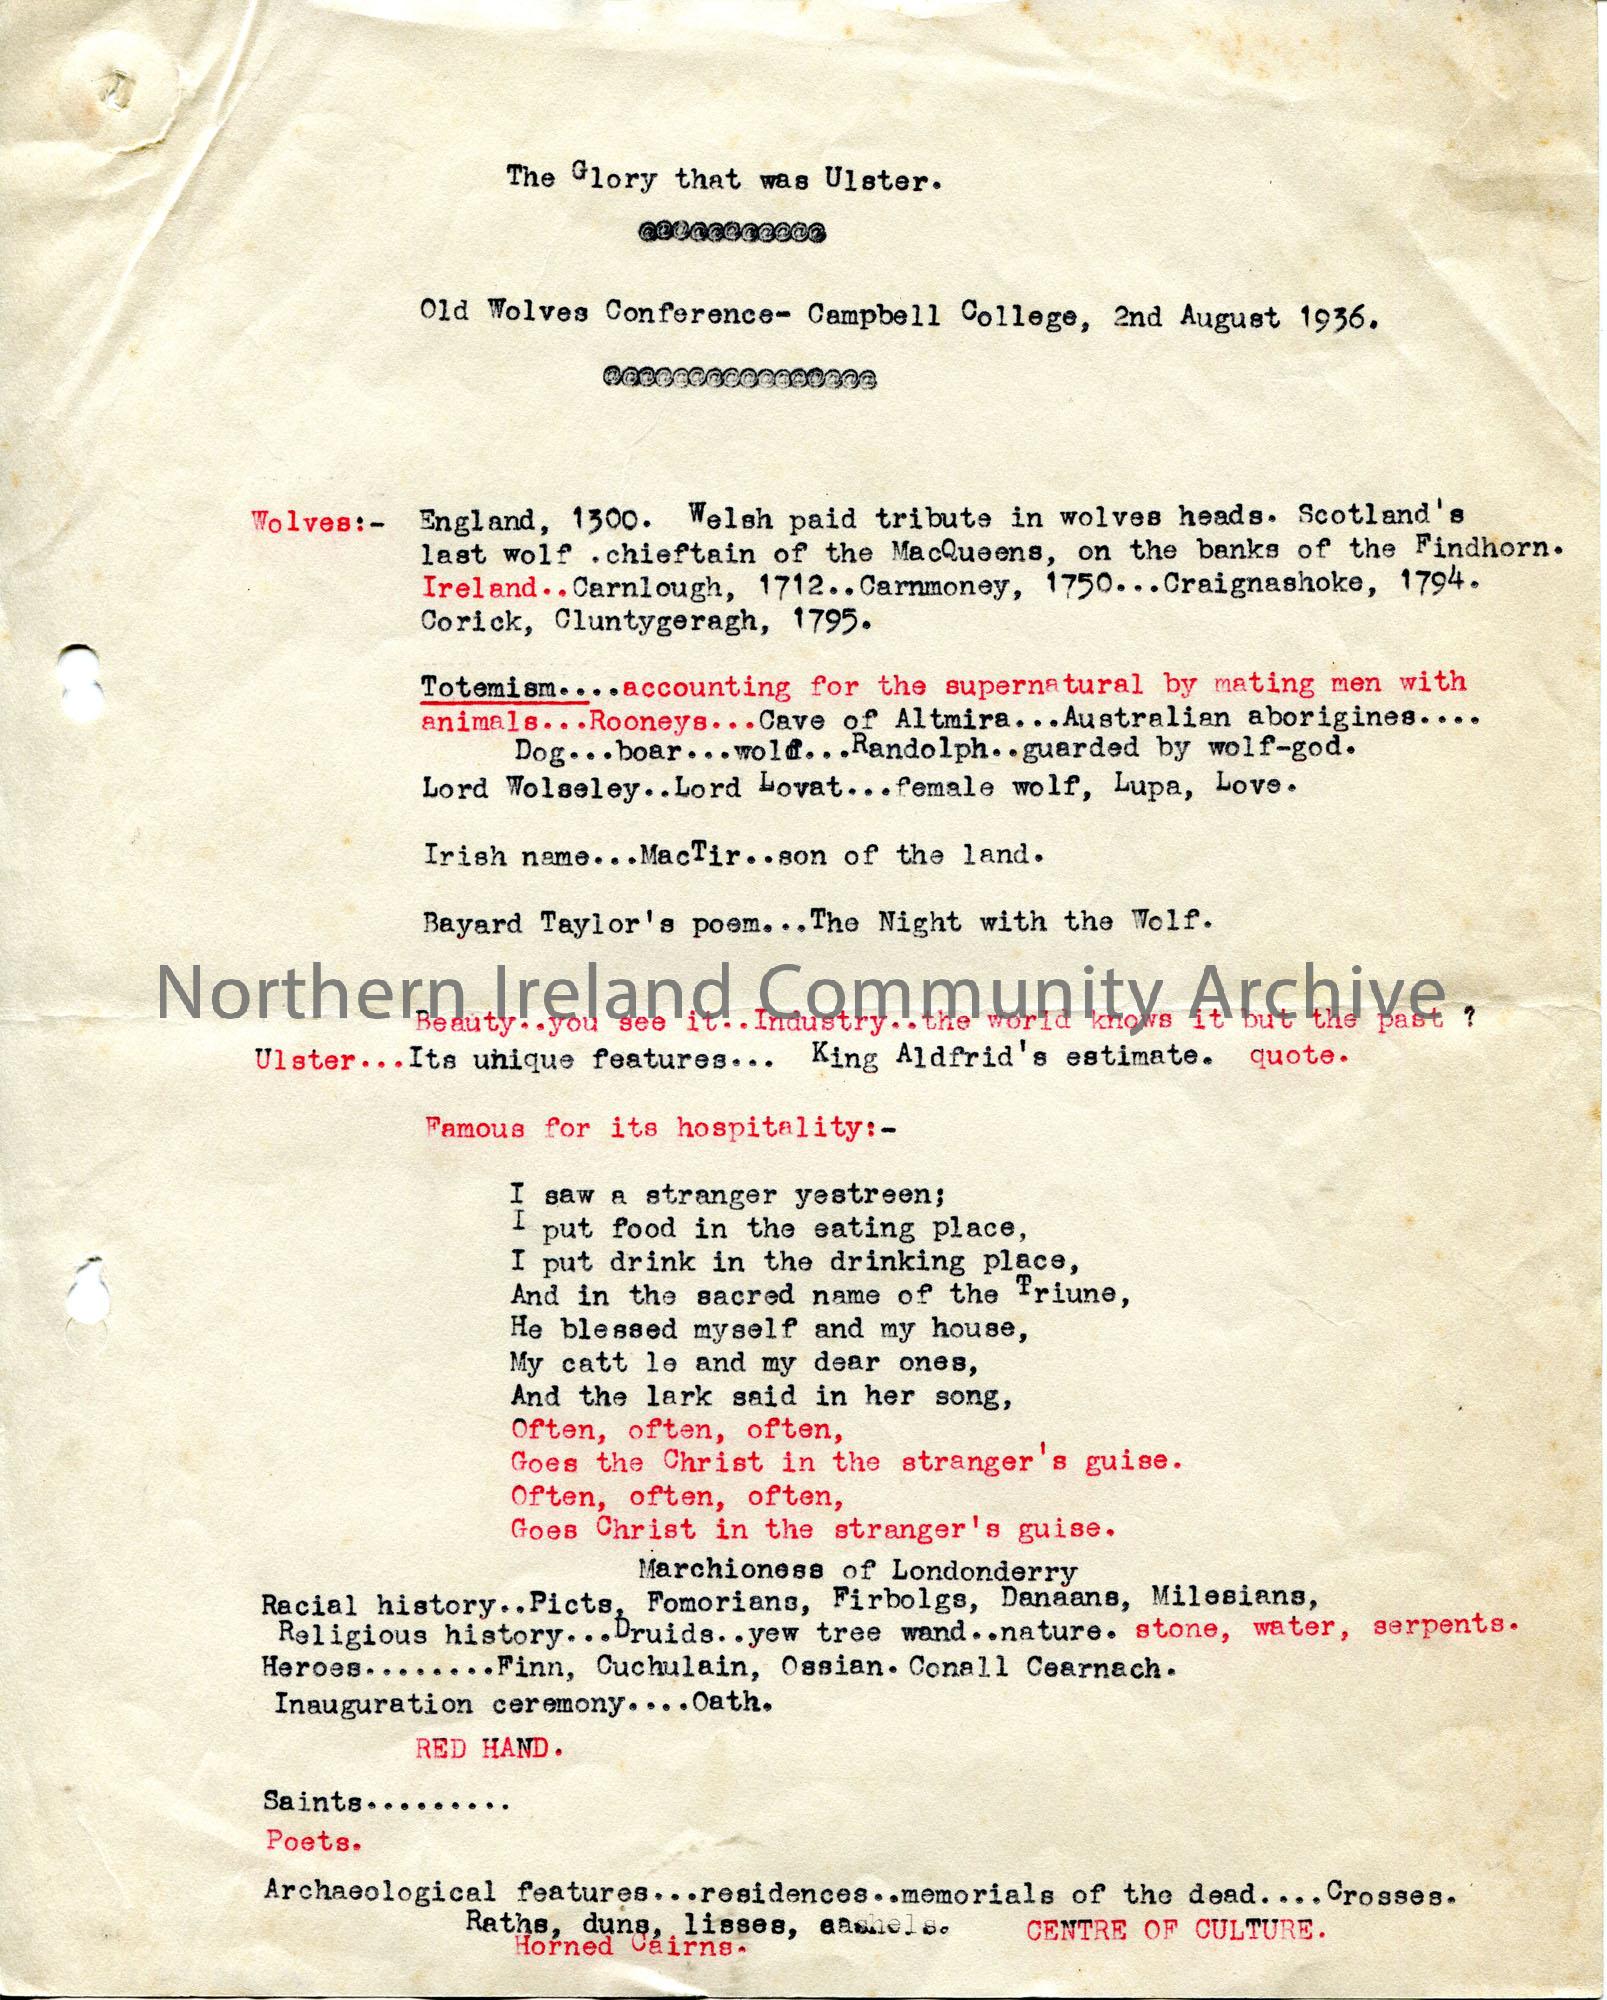 The Glory that was Ulster.
@@@@@@@@@@@
Old Wolves Conference- Campbell College, 2nd August 1936.
@@@@@@@@@@@@@@@@
Wolves:- England, 1300. Welsh paid tribute in wolves heads. Scotland's
last wolf .chieftain of the MacQueens, on the banks of the Findhorn.
Ireland..Carnlough, 1712..Carnmoney, 1750...Craignashoke, 1794.
Corick, Cluntygeragh, 1795.
Totemism....accounting for the supernatural by mating men with
animals...Rooneys...Cave of Altmira...Australian aborigines....
Dog...boar...wolf...Randolph..guarded by wolf-god.
Lord Wolseley..Lord Lovat...female wolf, Lupa, Love.
Irish name...MacTir..son of the land.
Bayard Taylor's poem...The Night with the Wolf.
Northern Ireland Community Archive
Beauty..you see it..Industry..the world knows it but the past ?
Ulster...Its unique features... King Aldfrid's estimate. quote.
Famous for its hospitality:-
I saw a stranger yestreen;
I put food in the eating place,
I put drink in the drinking place,
And in the sacred name of the Triune,
He blessed myself and my house,
My catt le and my dear ones,
And the lark said in her song,
Often, often, often,
Goes the Christ in the stranger's guise.
Often, often, often,
Goes Christ in the stranger's guise.
Marchioness of Londonderry
Racial history..Picts, Fomorians, Firbolgs, Danaans, Milesians,
Religious history...Druids..yew tree wand..nature. stone, water, serpents.
Heroes........Finn, Cuchulain, Ossian. Conall Cearnach.
Inauguration ceremony....Oath.
RED HAND.
Saints.........
Poets.
Archaeological features...residences..memorials of the dead....Crosses.
Raths, duns, lisses, cashels. CENTRE OF CULTURE.
Horned Cairns.